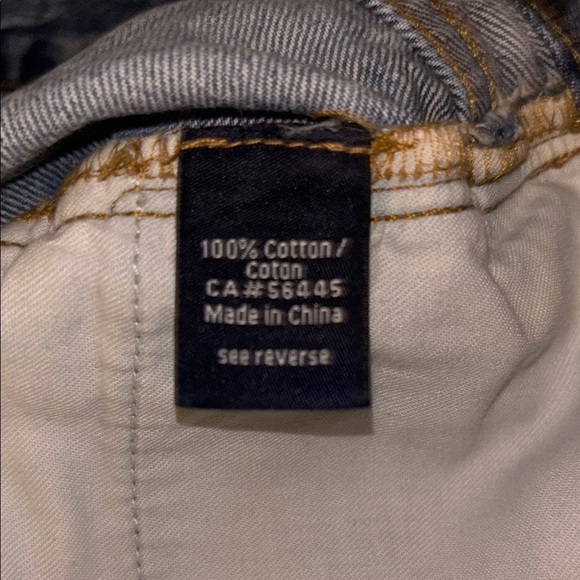 100% Cotton/
Coton
CA#56445
Made in China
see reverse